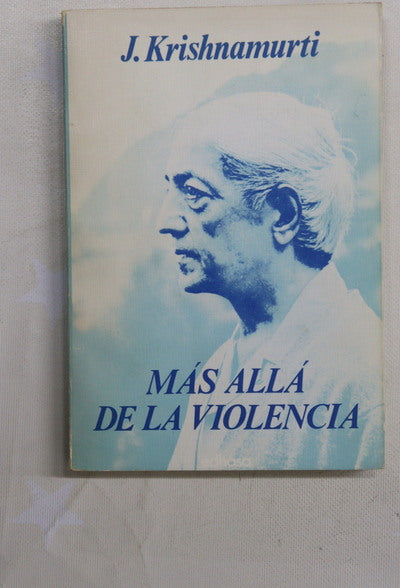 J. Krishnamurti
MÁS ALLÁ
DE LA VIOLENCIA